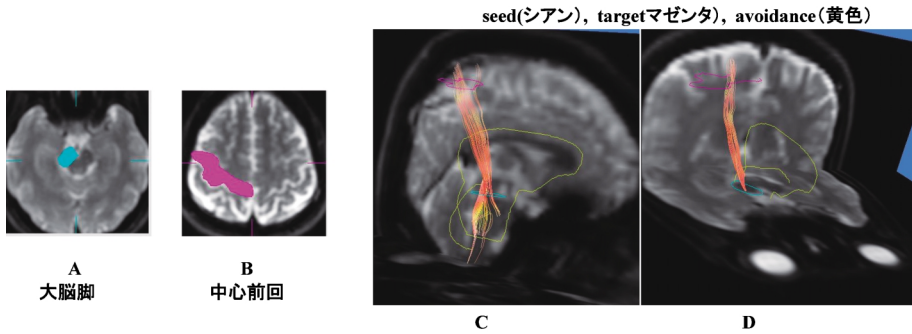 seed(シアン), targetマゼンタ), avoidance(黄色)
A
大脳脚
B
中心前回
C
D